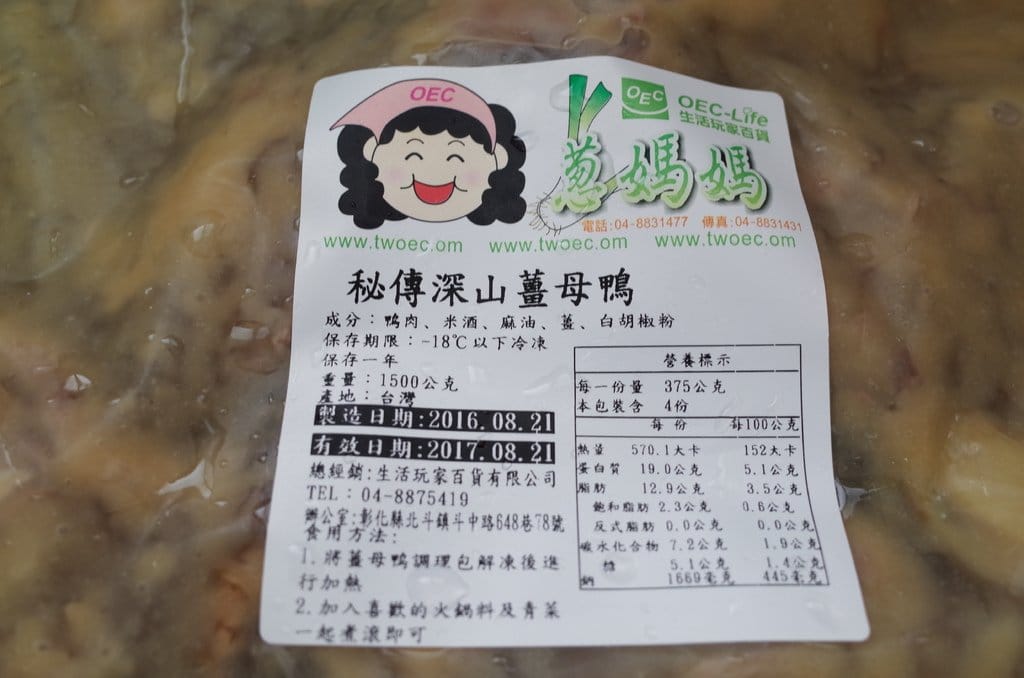 OEC
OEC
OEC-Life
生活玩家百貨
蔥媽媽
電話:04-8831477 傳真:04-8831431
www.twoec.om www.twoec.om www.twoec.om
秘傳深山薑母鴨
成分：鴨肉、米酒、麻油、薑、白胡椒粉
保存期限：-18℃以下冷凍
保存一年
重量：1500公克
產地：台灣
製造日期:2016.08.21
有效日期:2017.08.21
總經銷:生活玩家百貨有限公司
TEL：04-8875419
辦公室:彰化縣北斗鎮斗中路648巷78號
食用方法:
1.將薑母鴨調理包解凍後進
行加熱
2.加入喜歡的火鍋料及青菜
一起煮滾即可
營養標示
每一份量 375公克
本包裝含 4份
每份 每100公克
熱量 570.1大卡 152大卡
蛋白質 19.0公克 5.1公克
脂肪 12.9公克 3.5公克
飽和脂肪 2.3公克 0.6公克
反式脂肪 0.0公克 0.0公克
碳水化合物 7.2公克 1.9公克
糖 5.1公克 1.4公克
鈉 1669毫克 445毫克